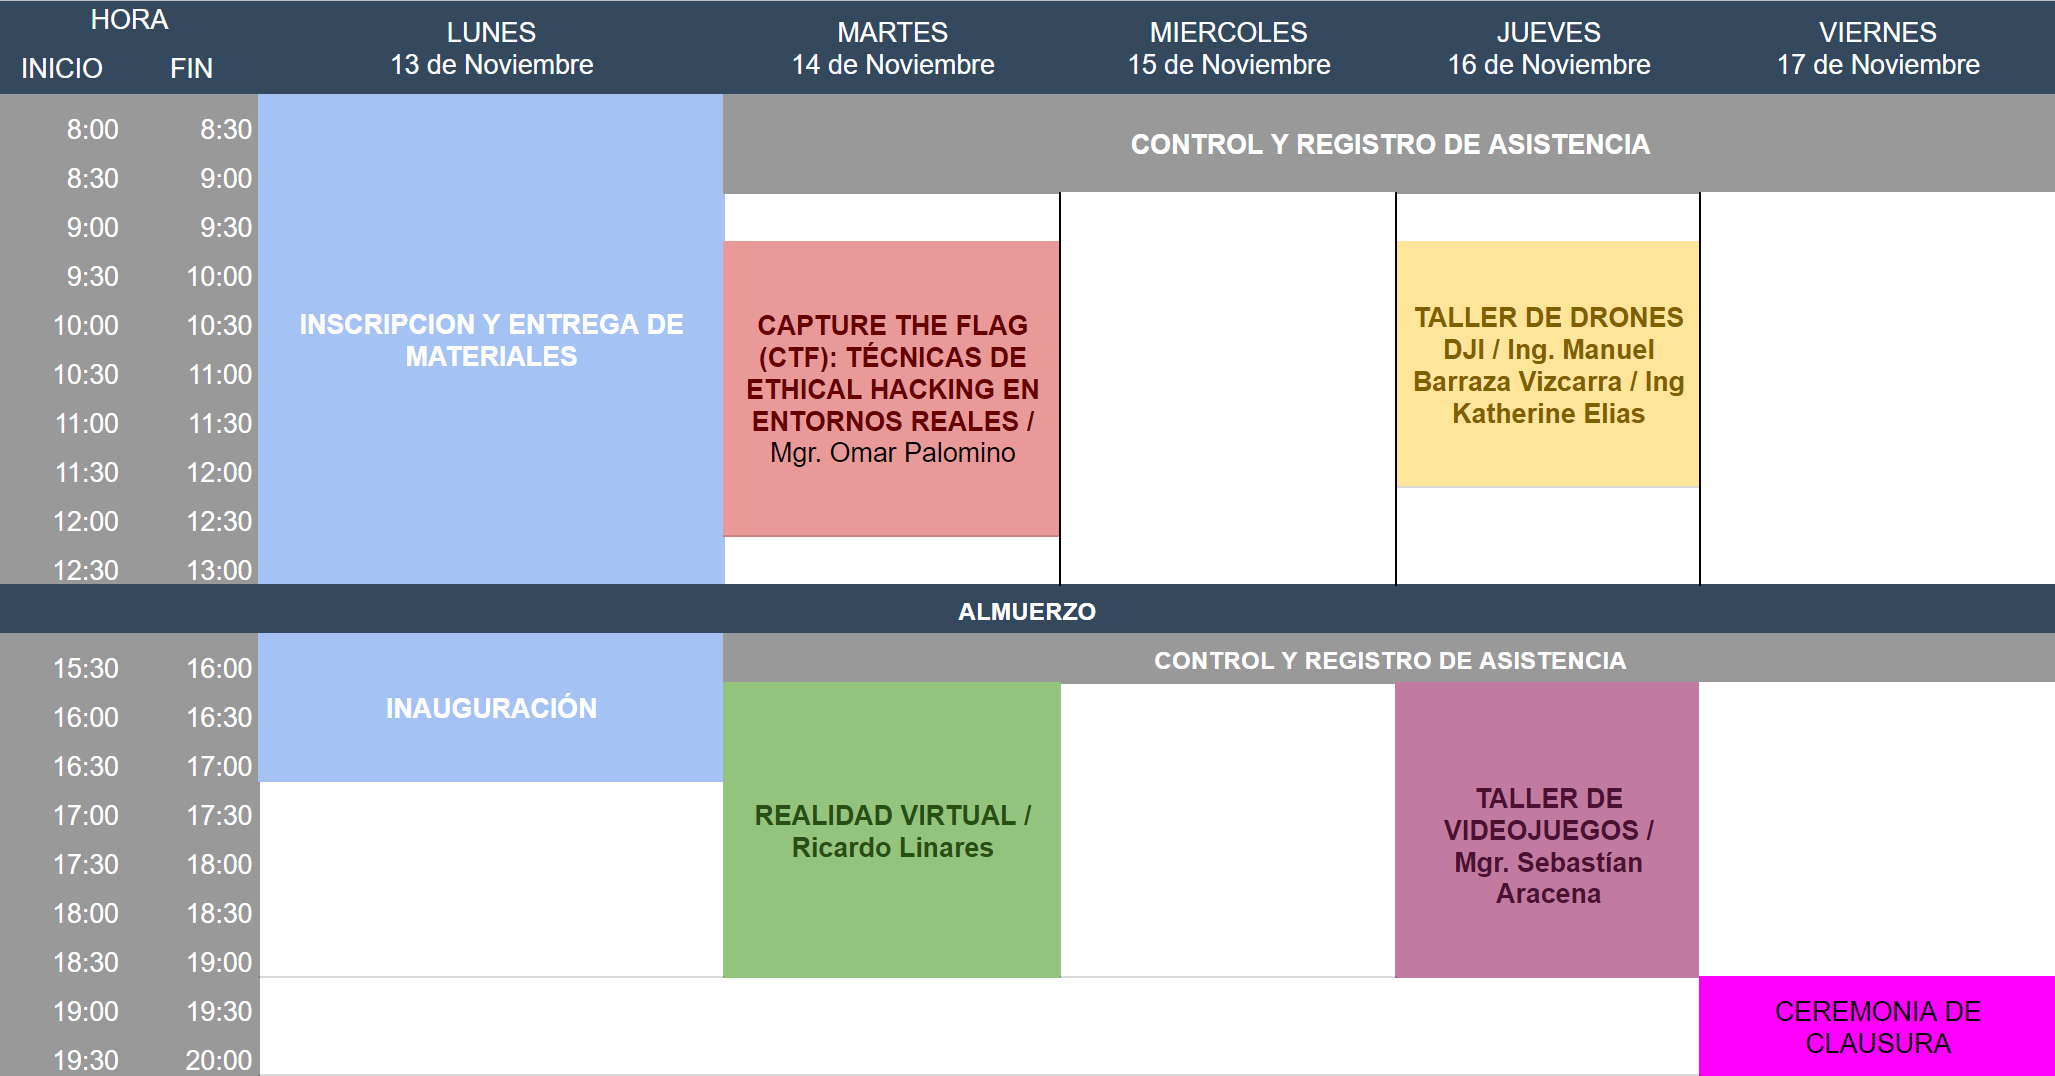 HORA
INICIO FIN
LUNES
13 de Noviembre
MARTES
14 de Noviembre
MIERCOLES
15 de Noviembre
JUEVES
16 de Noviembre
VIERNES
17 de Noviembre
8:00 8:30
8:30 9:00
9:00 9:30
9:30 10:00
10:00 10:30
10:30 11:00
11:00 11:30
11:30 12:00
12:00 12:30
12:30 13:00
INSCRIPCION Y ENTREGA DE
MATERIALES
CONTROL Y REGISTRO DE ASISTENCIA
CAPTURE THE FLAG
(CTF): TÉCNICAS DE
ETHICAL HACKING EN
ENTORNOS REALES /
Mgr. Omar Palomino
TALLER DE DRONES
DJI / Ing. Manuel
Barraza Vizcarra / Ing
Katherine Elias
ALMUERZO
15:30 16:00
16:00 16:30
16:30 17:00
17:00 17:30
17:30 18:00
18:00 18:30
18:30 19:00
19:00 19:30
19:30 20:00
INAUGURACIÓN
CONTROL Y REGISTRO DE ASISTENCIA
REALIDAD VIRTUAL /
Ricardo Linares
TALLER DE
VIDEOJUEGOS /
Mgr. Sebastían
Aracena
CEREMONIA DE
CLAUSURA